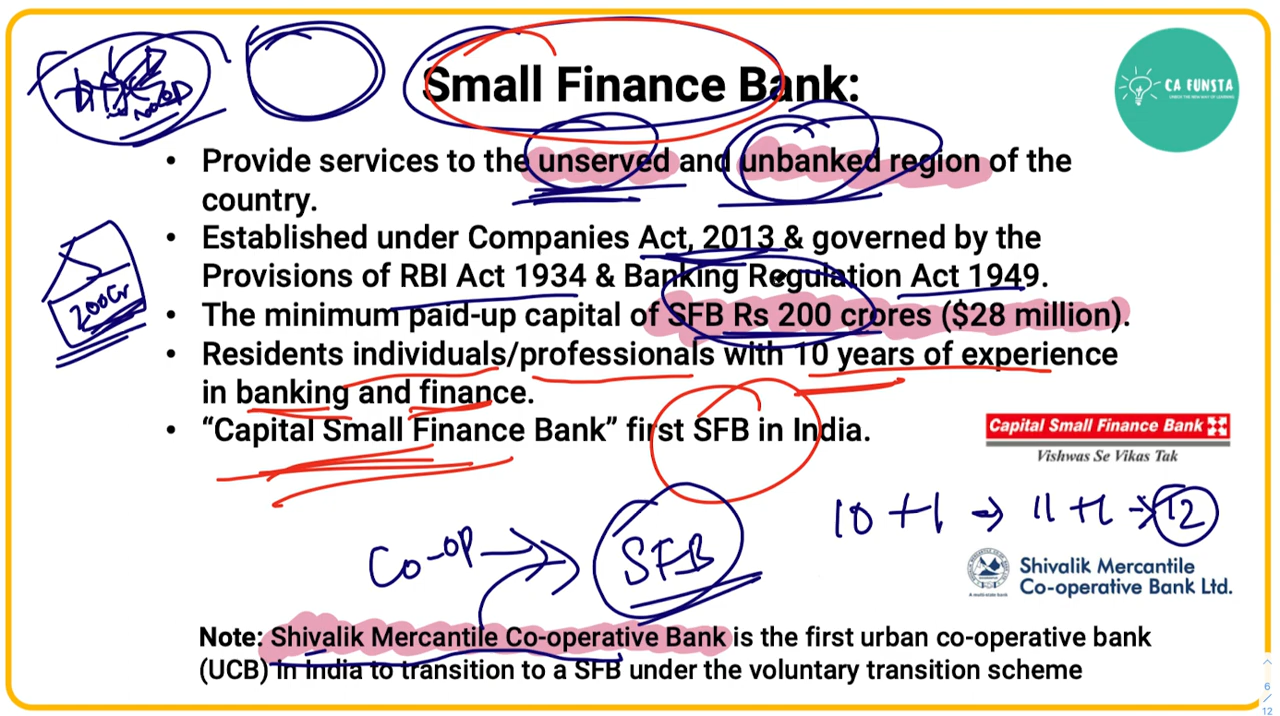 Small Finance Bank:
CA FUNSTA
• Provide services to the unserved and unbanked region of the
country.
• Established under Companies Act, 2013 & governed by the
Provisions of RBI Act 1934 & Banking Regulation Act 1949.
200Cr
• The minimum paid-up capital of SFB Rs 200 crores ($28 million).
• Residents individuals/professionals with 10 years of experience
in banking and finance.
• “Capital Small Finance Bank” first SFB in India.
Capital Small Finance Bank
Vishwas Se Vikas Tak
10 +1 → 11 +1 → 12
Co-op → SFB
Shivalik Mercantile
Co-operative Bank Ltd.
Note: Shivalik Mercantile Co-operative Bank is the first urban co-operative bank
(UCB) in India to transition to a SFB under the voluntary transition scheme
6
/
12